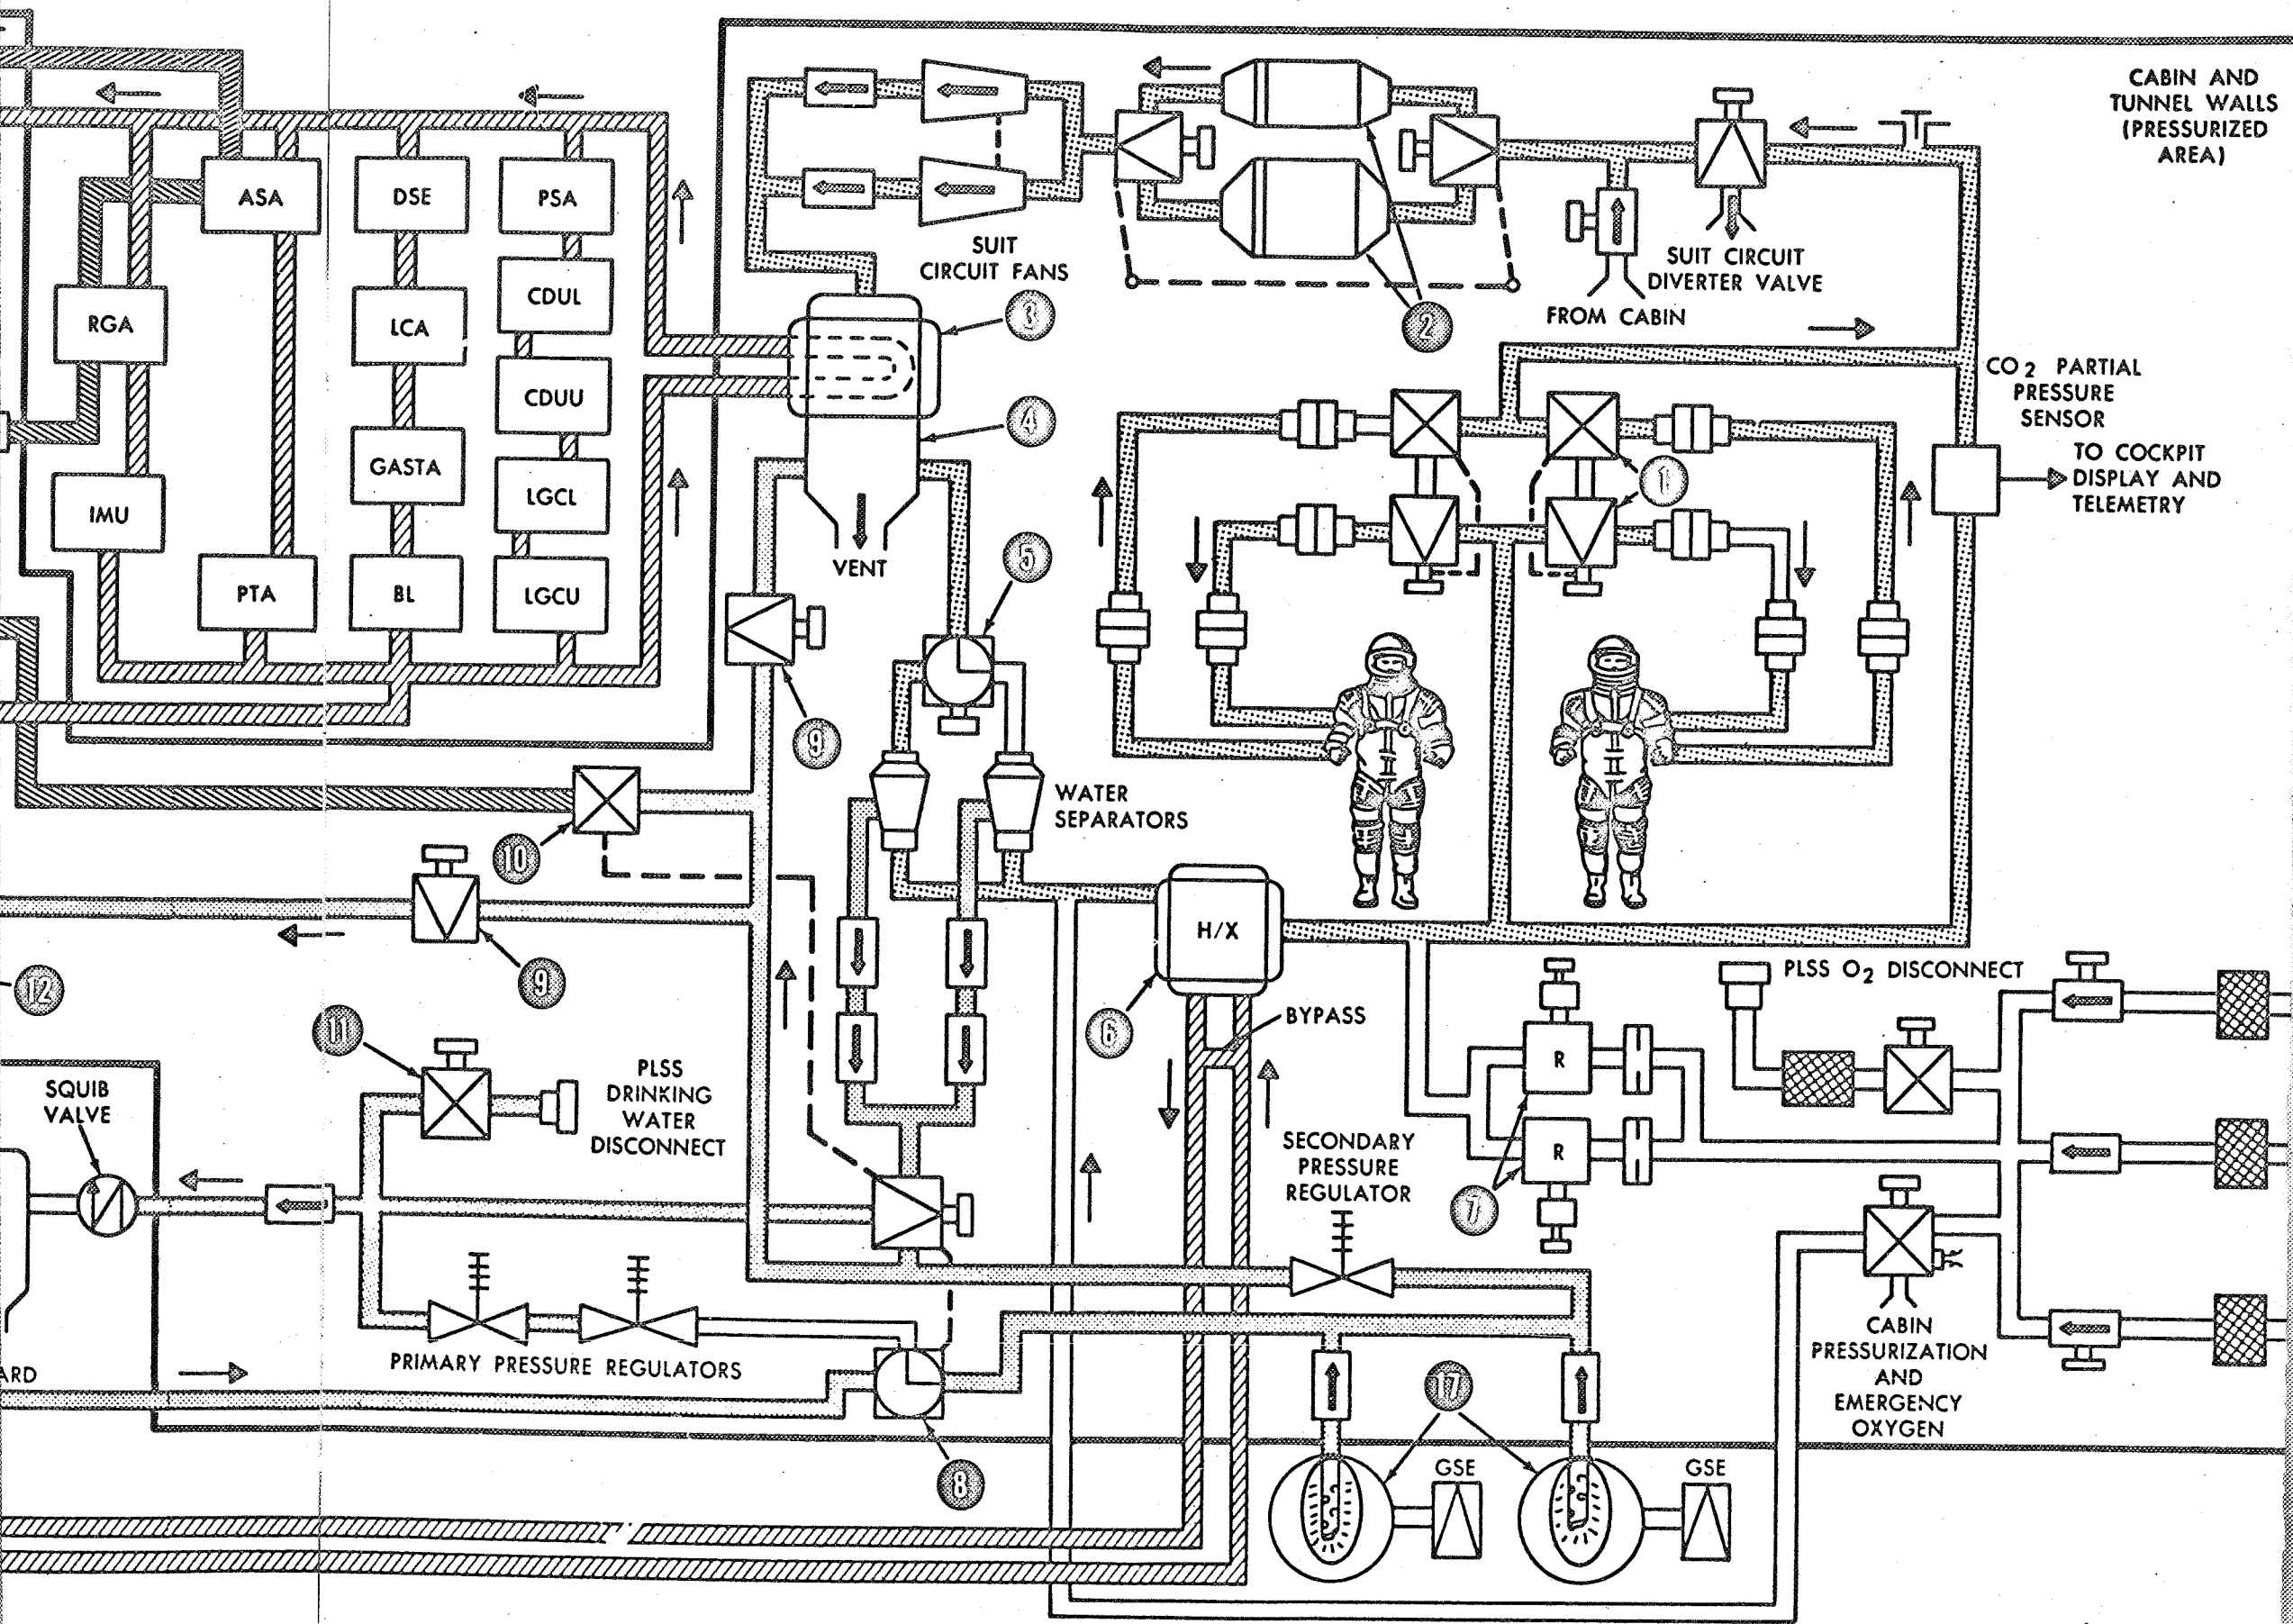 CABIN AND
TUNNEL WALLS
(PRESSURIZED
AREA)
ASA
DSE
PSA
SUIT
CIRCUIT FANS
SUIT CIRCUIT
DIVERTER VALVE
FROM CABIN
CDUL
RGA
LCA
3
2
CO2 PARTIAL
PRESSURE
SENSOR
CDUU
4
GASTA
LGCL
1
TO COCKPIT
DISPLAY AND
TELEMETRY
IMU
VENT
5
PTA
BL
LGCU
9
WATER
SEPARATORS
10
H/X
9
12
PLSS O2 DISCONNECT
11
6
BYPASS
R
SQUIB
VALVE
PLSS
DRINKING
WATER
DISCONNECT
SECONDARY
PRESSURE
REGULATOR
R
7
CABIN
PRESSURIZATION
AND
EMERGENCY
OXYGEN
PRIMARY PRESSURE REGULATORS
ARD
17
8
GSE
GSE